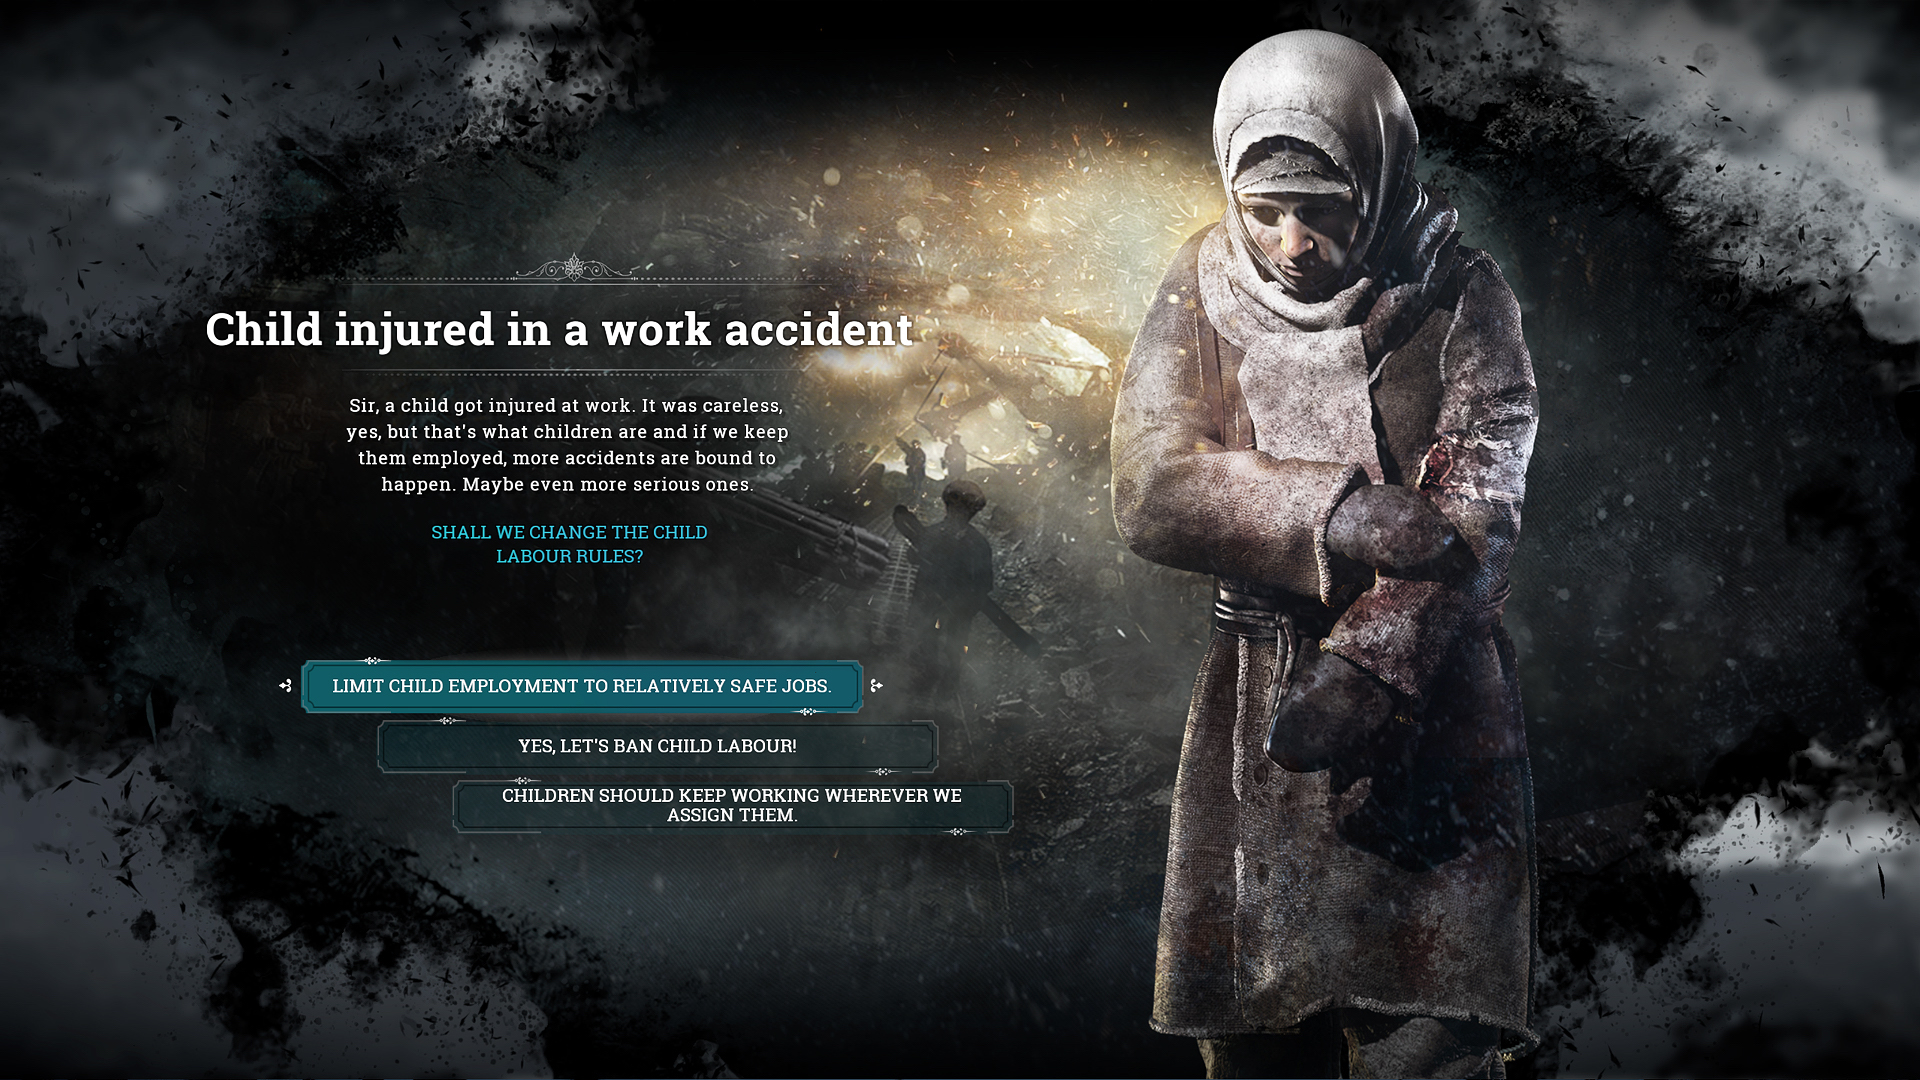 Child injured in a work accident
Sir, a child got injured at work. It was careless,
yes, but that's what children are and if we keep
them employed, more accidents are bound to
happen. Maybe even more serious ones.
SHALL WE CHANGE THE CHILD
LABOUR RULES?
LIMIT CHILD EMPLOYMENT TO RELATIVELY SAFE JOBS.
YES, LET'S BAN CHILD LABOUR!
CHILDREN SHOULD KEEP WORKING WHEREVER WE
ASSIGN THEM.